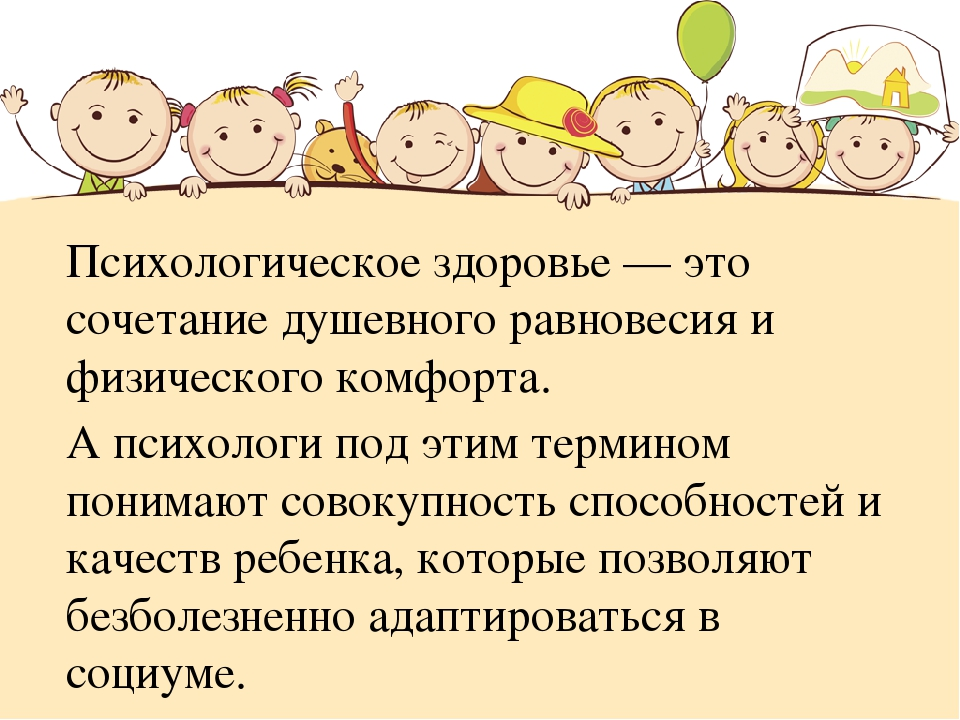 Психологическое здоровье — это
сочетание душевного равновесия и
физического комфорта.
А психологи под этим термином
понимают совокупность способностей и
качеств ребенка, которые позволяют
безболезненно адаптироваться в
социуме.